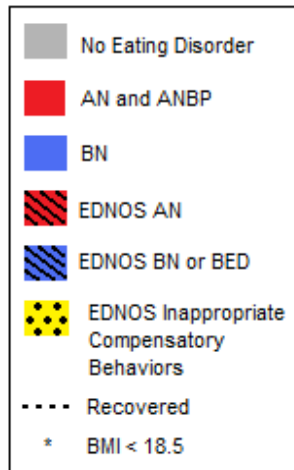 No Eating Disorder
AN and ANBP
BN
EDNOS AN
EDNOS BN or BED
EDNOS Inappropriate
Compensatory
Behaviors
Recovered
* BMI < 18.5